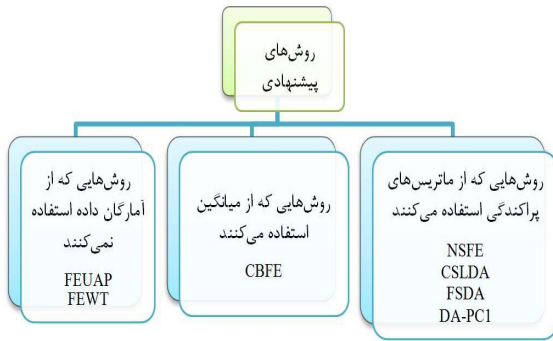 روش‌های
پیشنهادی
روش‌هایی که از ماتریس‌های
پراکندگی استفاده می‌کنند
NSFE
CSLDA
FSDA
DA-PC1
روش‌هایی که از میانگین
استفاده می‌کنند
CBFE
روش‌هایی که از
آمارگان داده استفاده
نمی‌کنند
FEUAP
FEWT